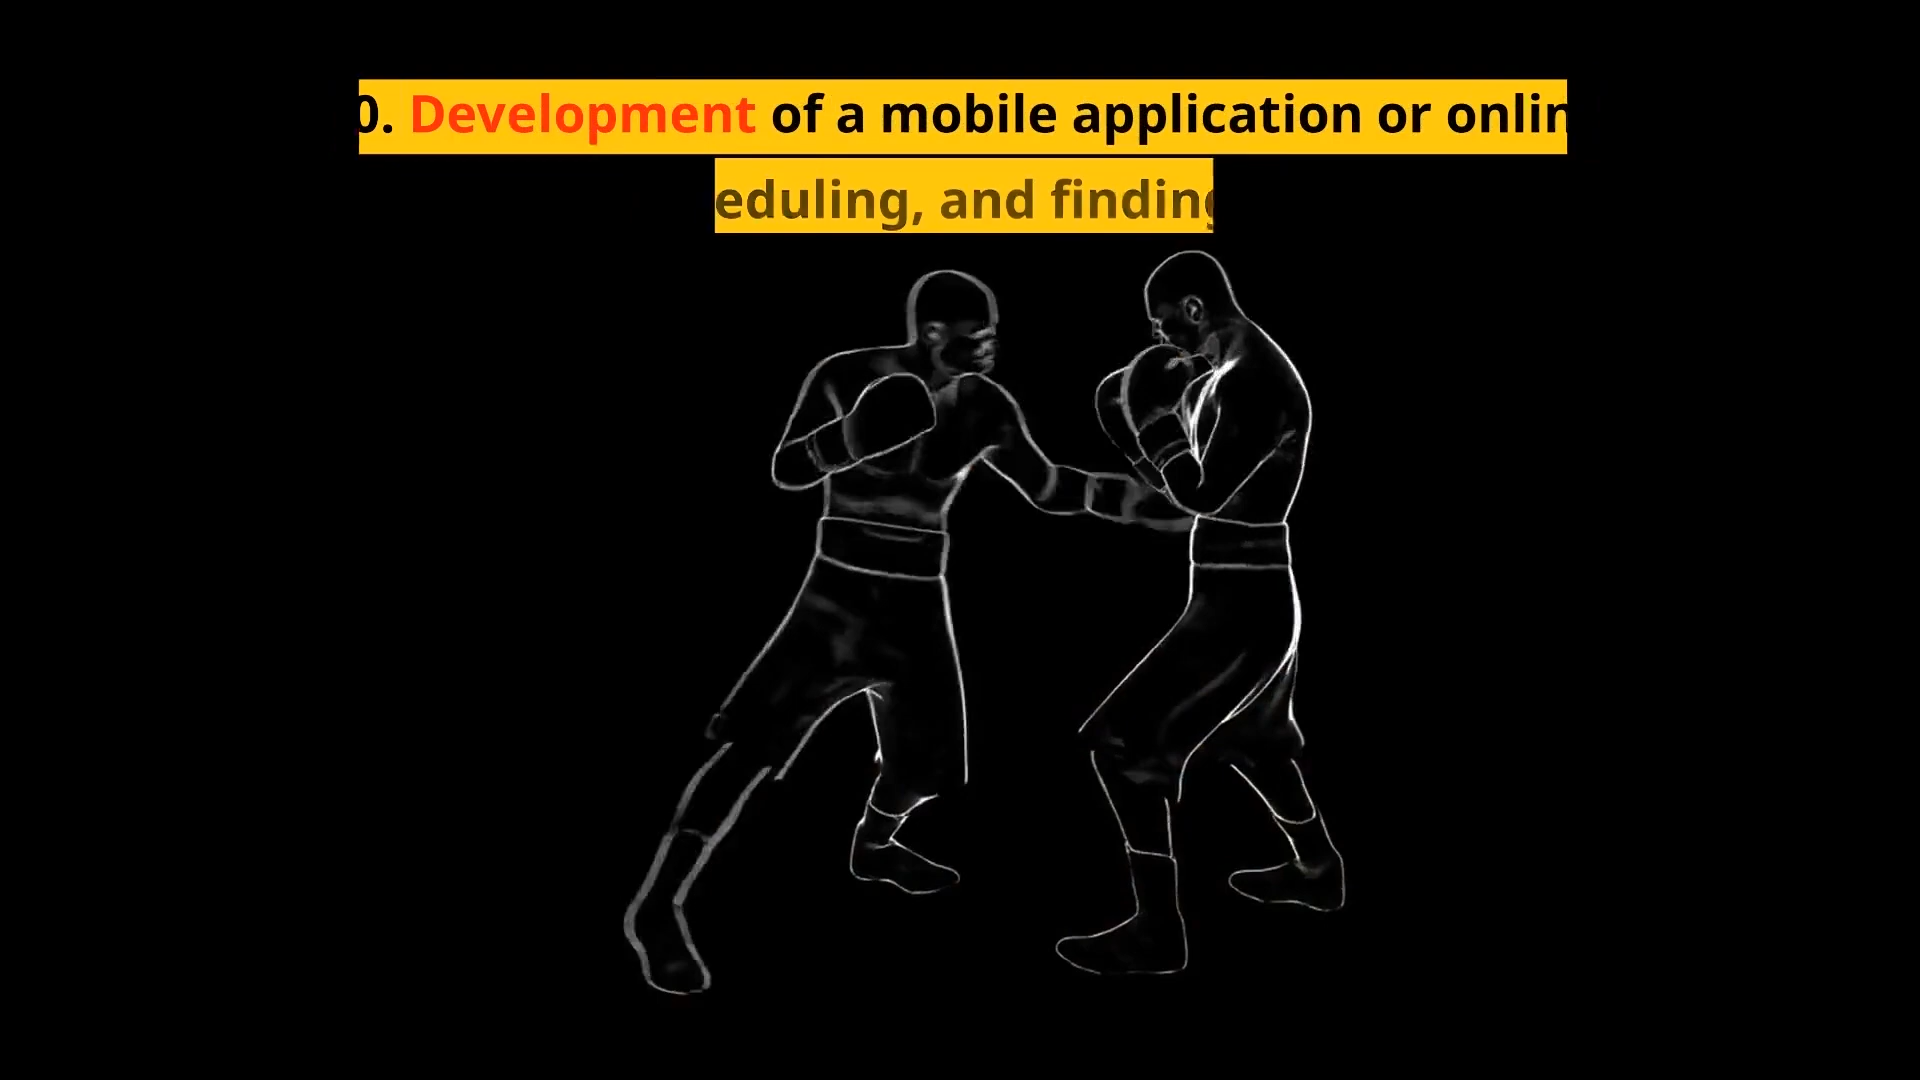 0. Development of a mobile application or onlin
eduling, and finding